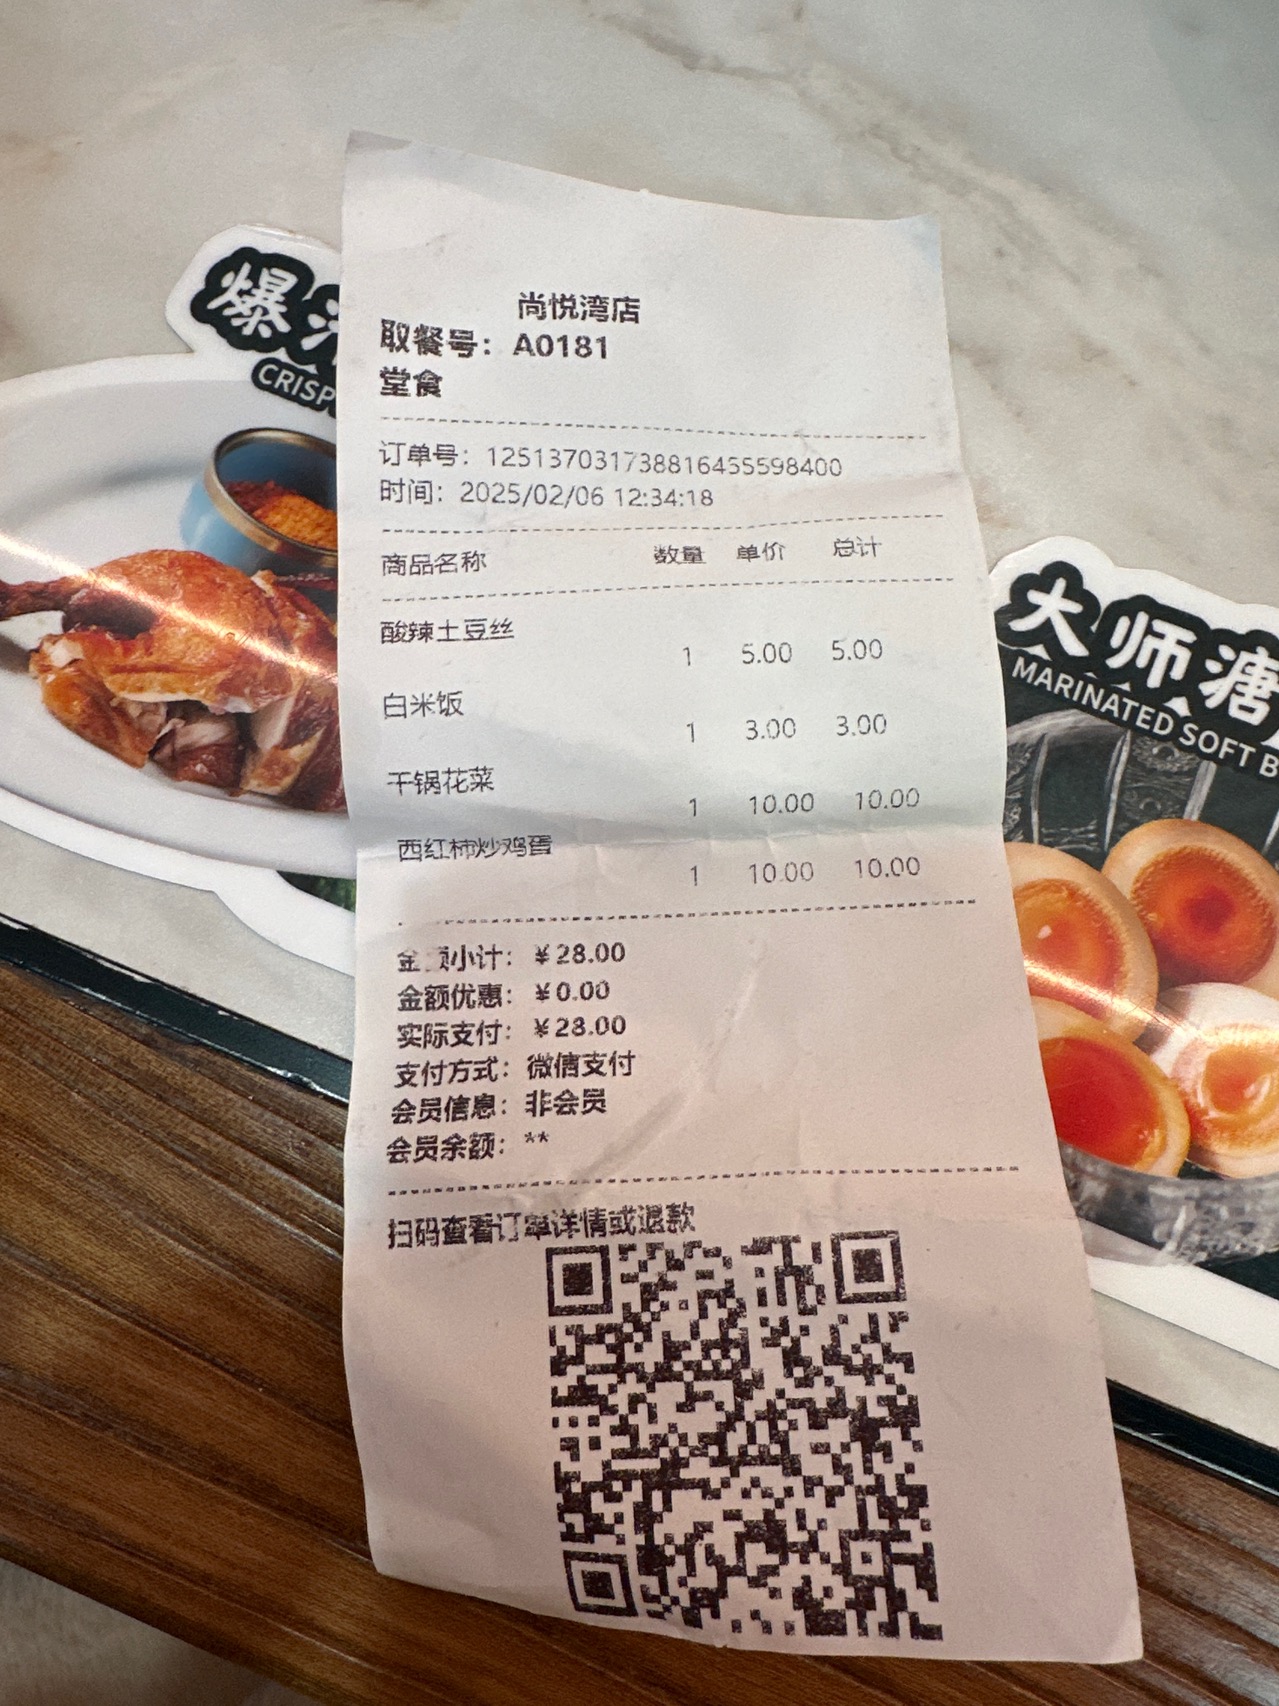 尚悦湾店
取餐号：A0181
堂食
订单号：125137031738816455598400
时间：2025/02/06 12:34:18
商品名称 数量 单价 总计
酸辣土豆丝
1 5.00 5.00
白米饭
1 3.00 3.00
干锅花菜
1 10.00 10.00
西红柿炒鸡蛋
1 10.00 10.00
金额小计：￥28.00
金额优惠：￥0.00
实际支付：￥28.00
支付方式：微信支付
会员信息：非会员
会员余额：**
扫码查看订单详情或退款
爆
CRISP
大师溏
MARINATED SOFT B